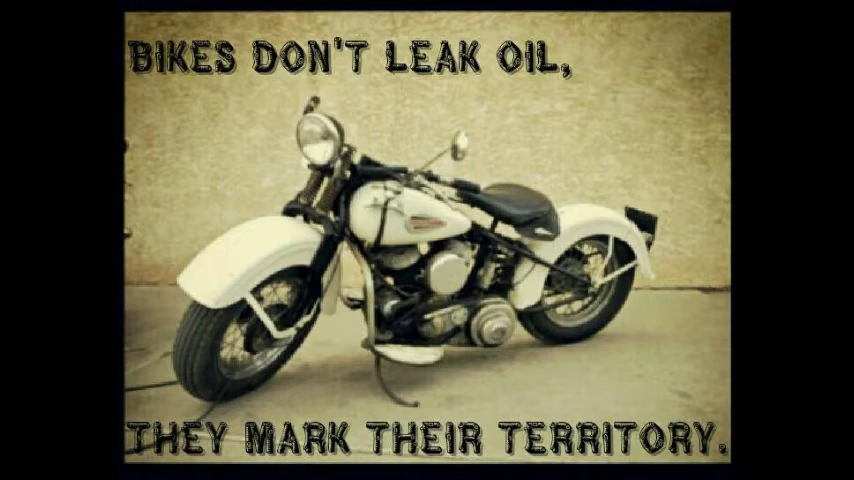 BIKES DON'T LEAK OIL,
THEY MARK THEIR TERRITORY.